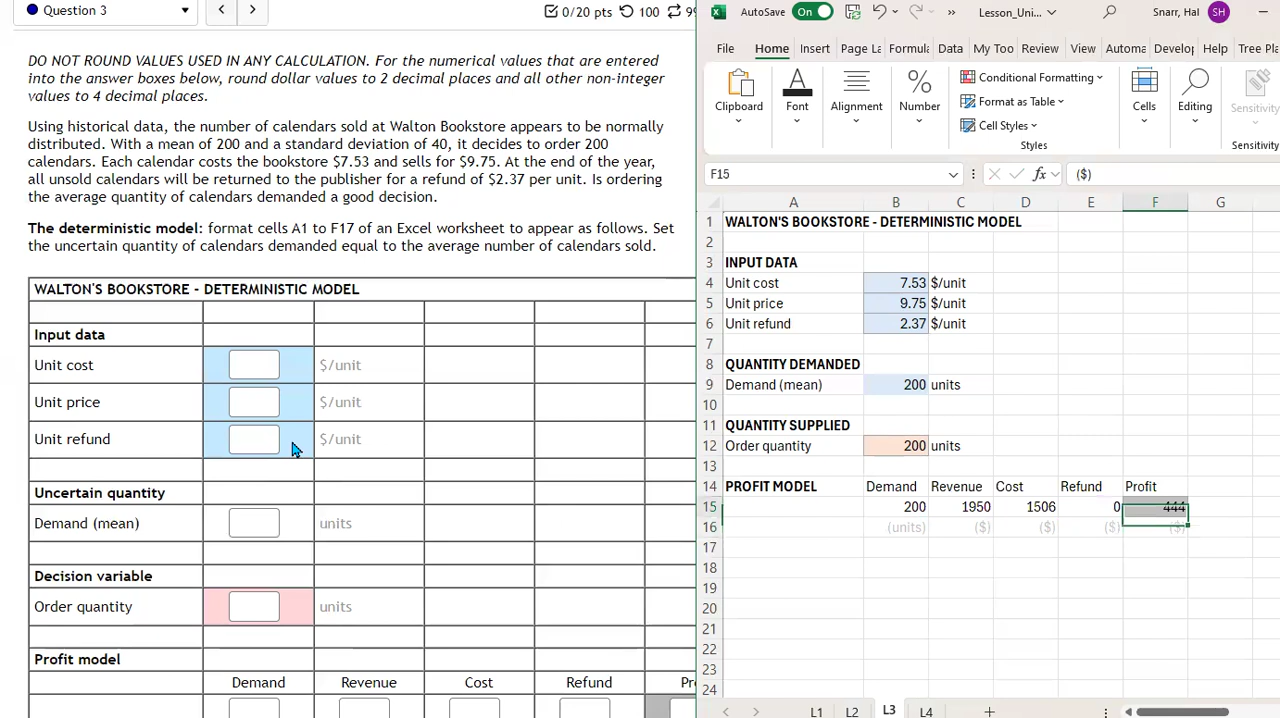 Question 3
0/20 pts
100
99
DO NOT ROUND VALUES USED IN ANY CALCULATION. For the numerical values that are entered
into the answer boxes below, round dollar values to 2 decimal places and all other non-integer
values to 4 decimal places.
Using historical data, the number of calendars sold at Walton Bookstore appears to be normally
distributed. With a mean of 200 and a standard deviation of 40, it decides to order 200
calendars. Each calendar costs the bookstore $7.53 and sells for $9.75. At the end of the year,
all unsold calendars will be returned to the publisher for a refund of $2.37 per unit. Is ordering
the average quantity of calendars demanded a good decision.
The deterministic model: format cells A1 to F17 of an Excel worksheet to appear as follows. Set
the uncertain quantity of calendars demanded equal to the average number of calendars sold.
WALTON'S BOOKSTORE - DETERMINISTIC MODEL
Input data
Unit cost $/unit
Unit price $/unit
Unit refund $/unit
Uncertain quantity
Demand (mean) units
Decision variable
Order quantity units
Profit model
Demand Revenue Cost Refund Pr
AutoSave On Lesson_Uni... Snarr, Hal SH
File Home Insert Page La Formula Data My Too Review View Automa Develop Help Tree Pla
Clipboard
Font
Alignment
Number
Conditional Formatting
Format as Table
Cell Styles
Styles
Cells
Editing
Sensitivity
Sensitivity
F15 fx ($)
A B C D E F G
1 WALTON'S BOOKSTORE - DETERMINISTIC MODEL
2
3 INPUT DATA
4 Unit cost 7.53 $/unit
5 Unit price 9.75 $/unit
6 Unit refund 2.37 $/unit
7
8 QUANTITY DEMANDED
9 Demand (mean) 200 units
10
11 QUANTITY SUPPLIED
12 Order quantity 200 units
13
14 PROFIT MODEL Demand Revenue Cost Refund Profit
15 200 1950 1506 0 444
16 (units) ($) ($) ($) ($)
17
18
19
20
21
22
23
24
L1 L2 L3 L4